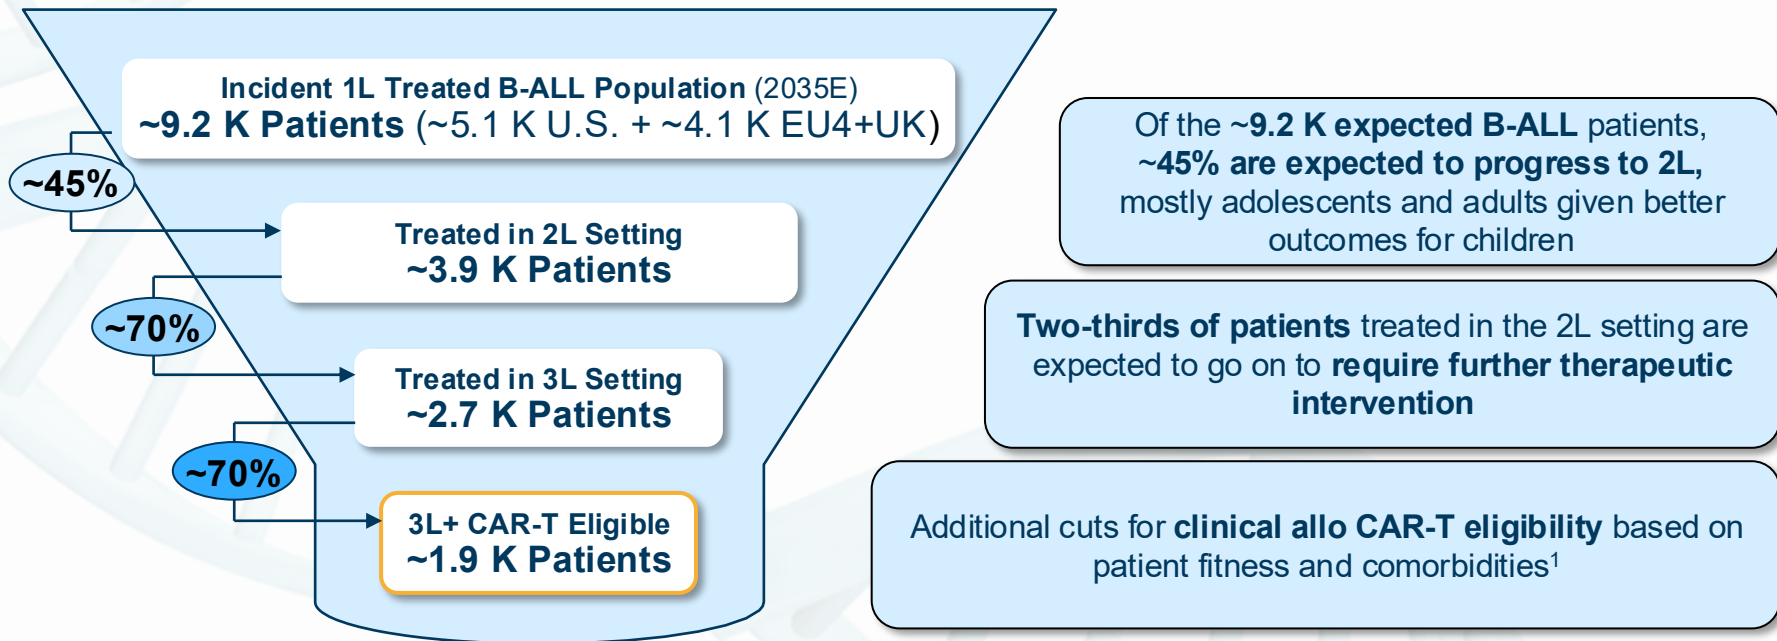 Incident 1L Treated B-ALL Population (2035E)
~9.2 K Patients (~5.1 K U.S. + ~4.1 K EU4+UK)
~45%
Treated in 2L Setting
~3.9 K Patients
~70%
Treated in 3L Setting
~2.7 K Patients
~70%
3L+ CAR-T Eligible
~1.9 K Patients
Of the ~9.2 K expected B-ALL patients,
~45% are expected to progress to 2L,
mostly adolescents and adults given better
outcomes for children
Two-thirds of patients treated in the 2L setting are
expected to go on to require further therapeutic
intervention
Additional cuts for clinical allo CAR-T eligibility based on
patient fitness and comorbidities¹